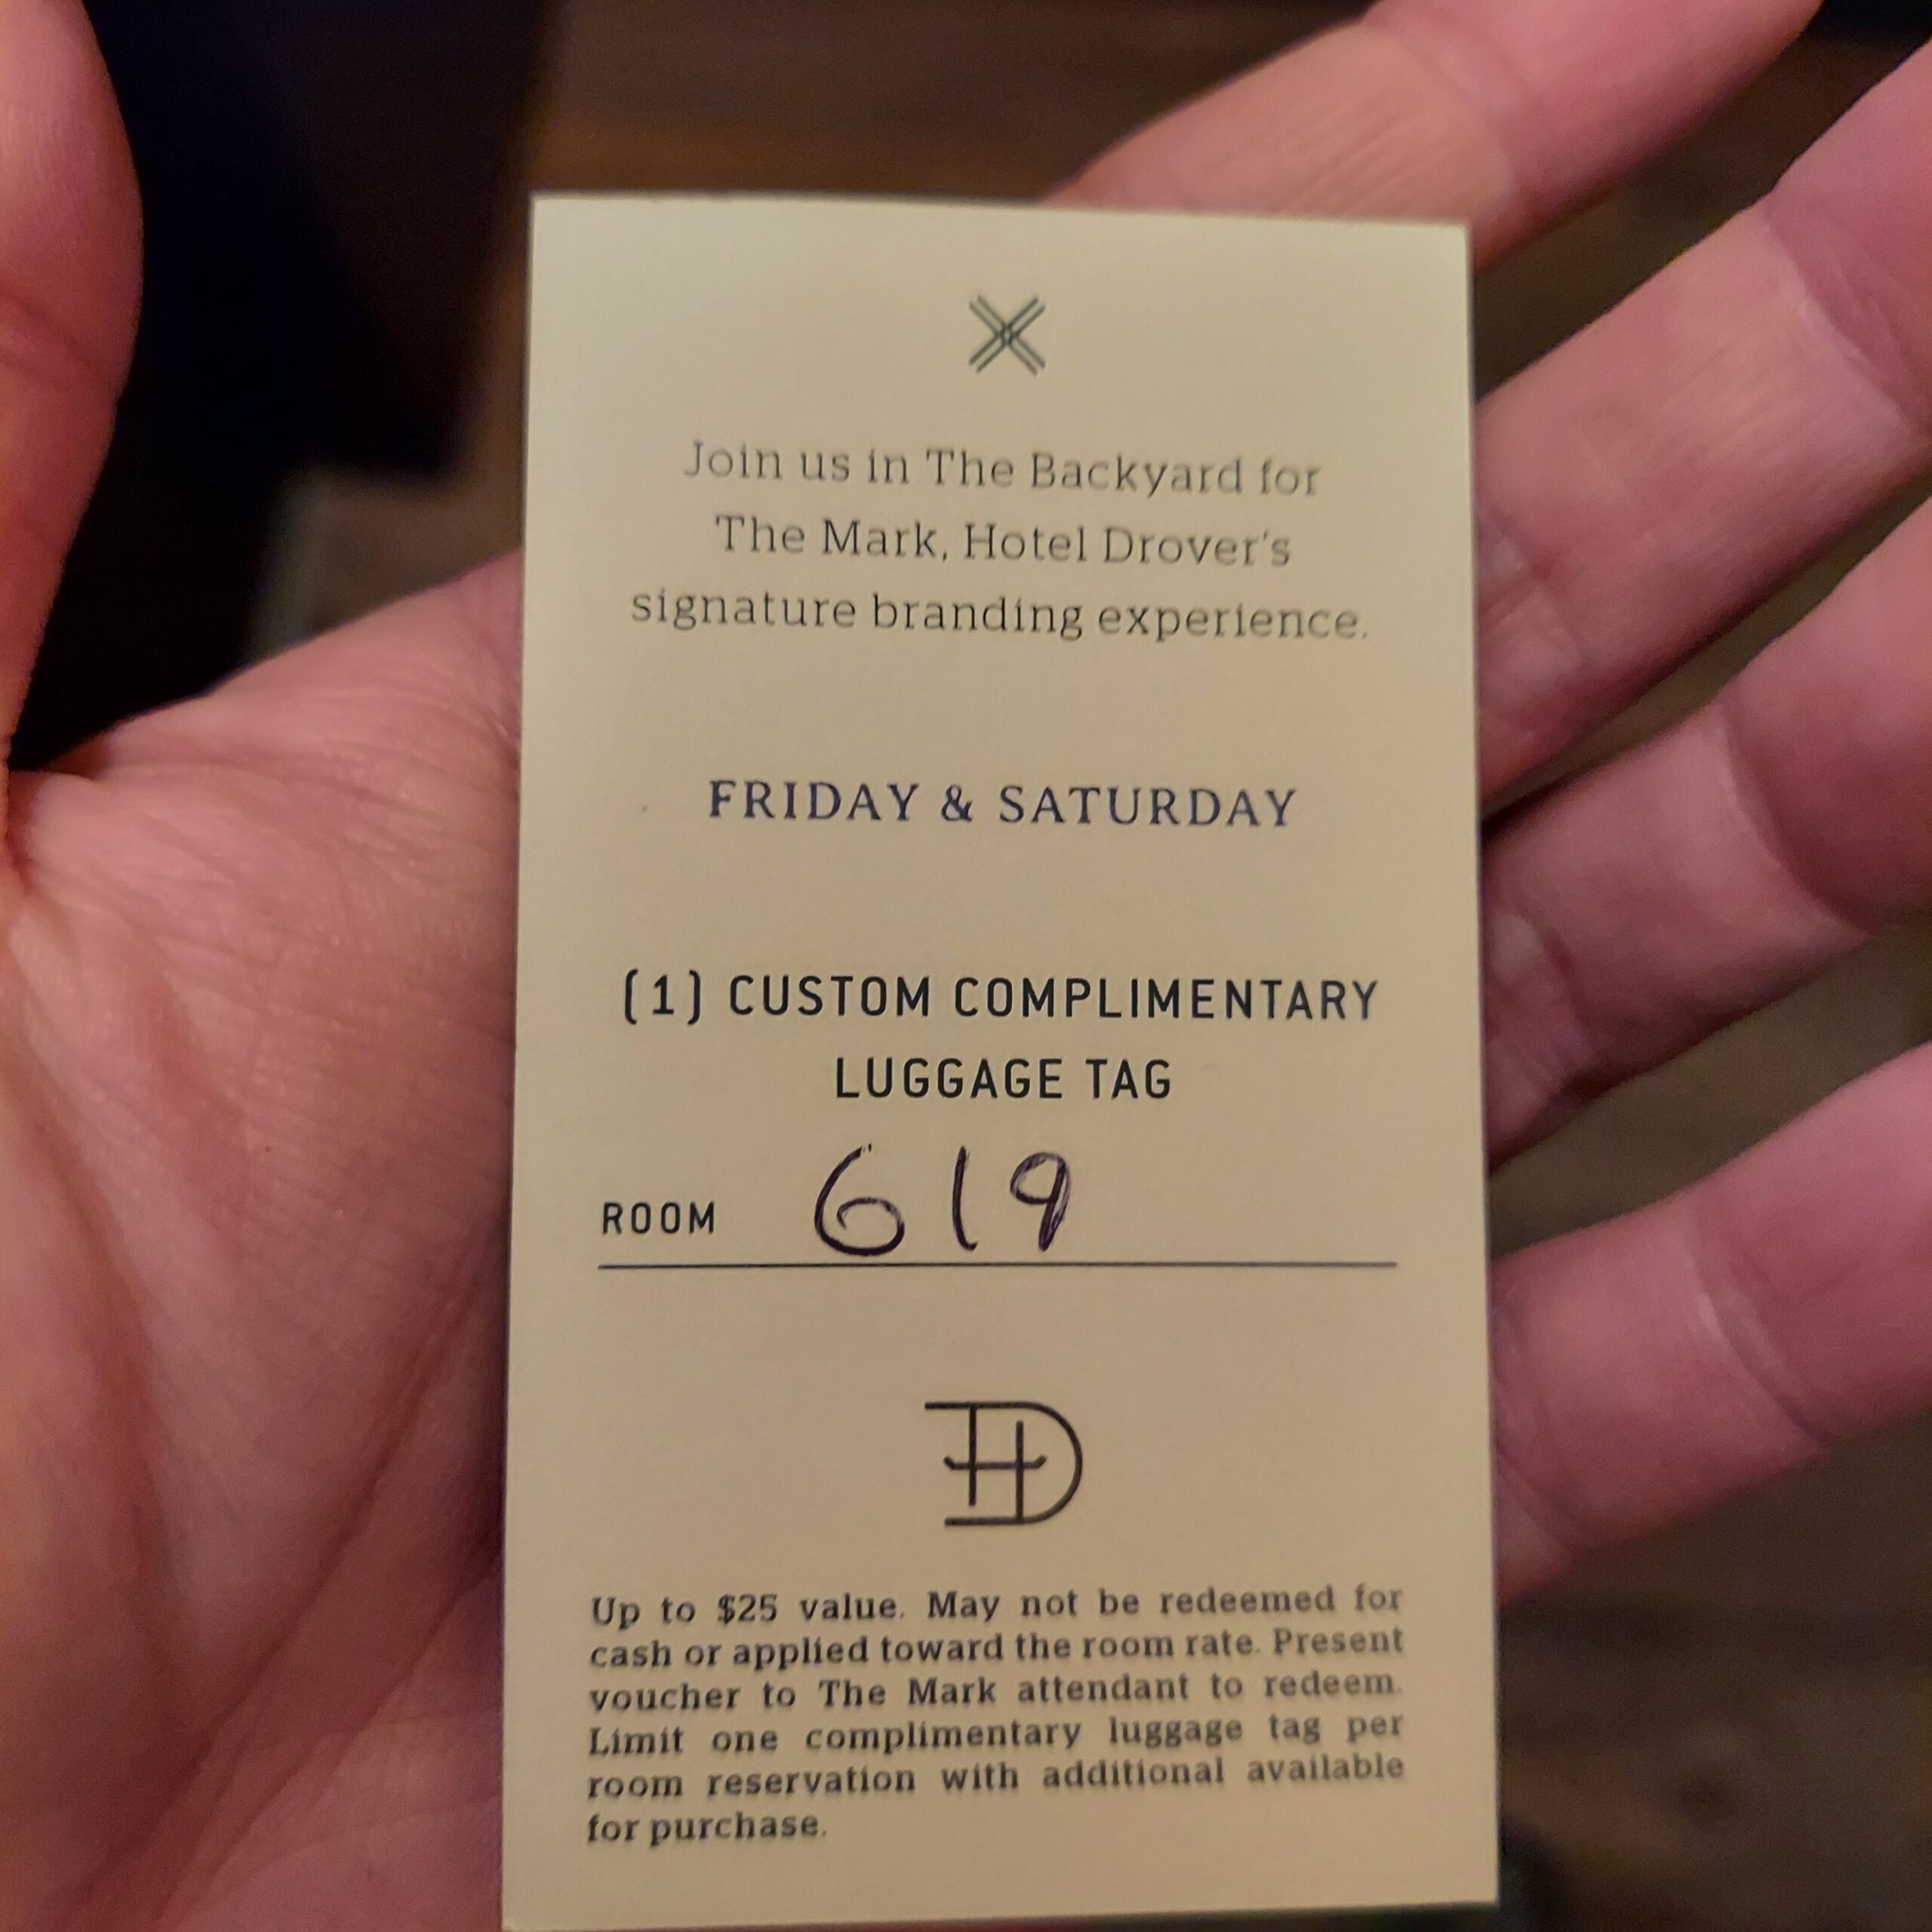 Join us in The Backyard for
The Mark, Hotel Drover's
signature branding experience.
FRIDAY & SATURDAY
(1) CUSTOM COMPLIMENTARY
LUGGAGE TAG
ROOM 619
HD
Up to $25 value. May not be redeemed for
cash or applied toward the room rate. Present
voucher to The Mark attendant to redeem.
Limit one complimentary luggage tag per
room reservation with additional available
for purchase.